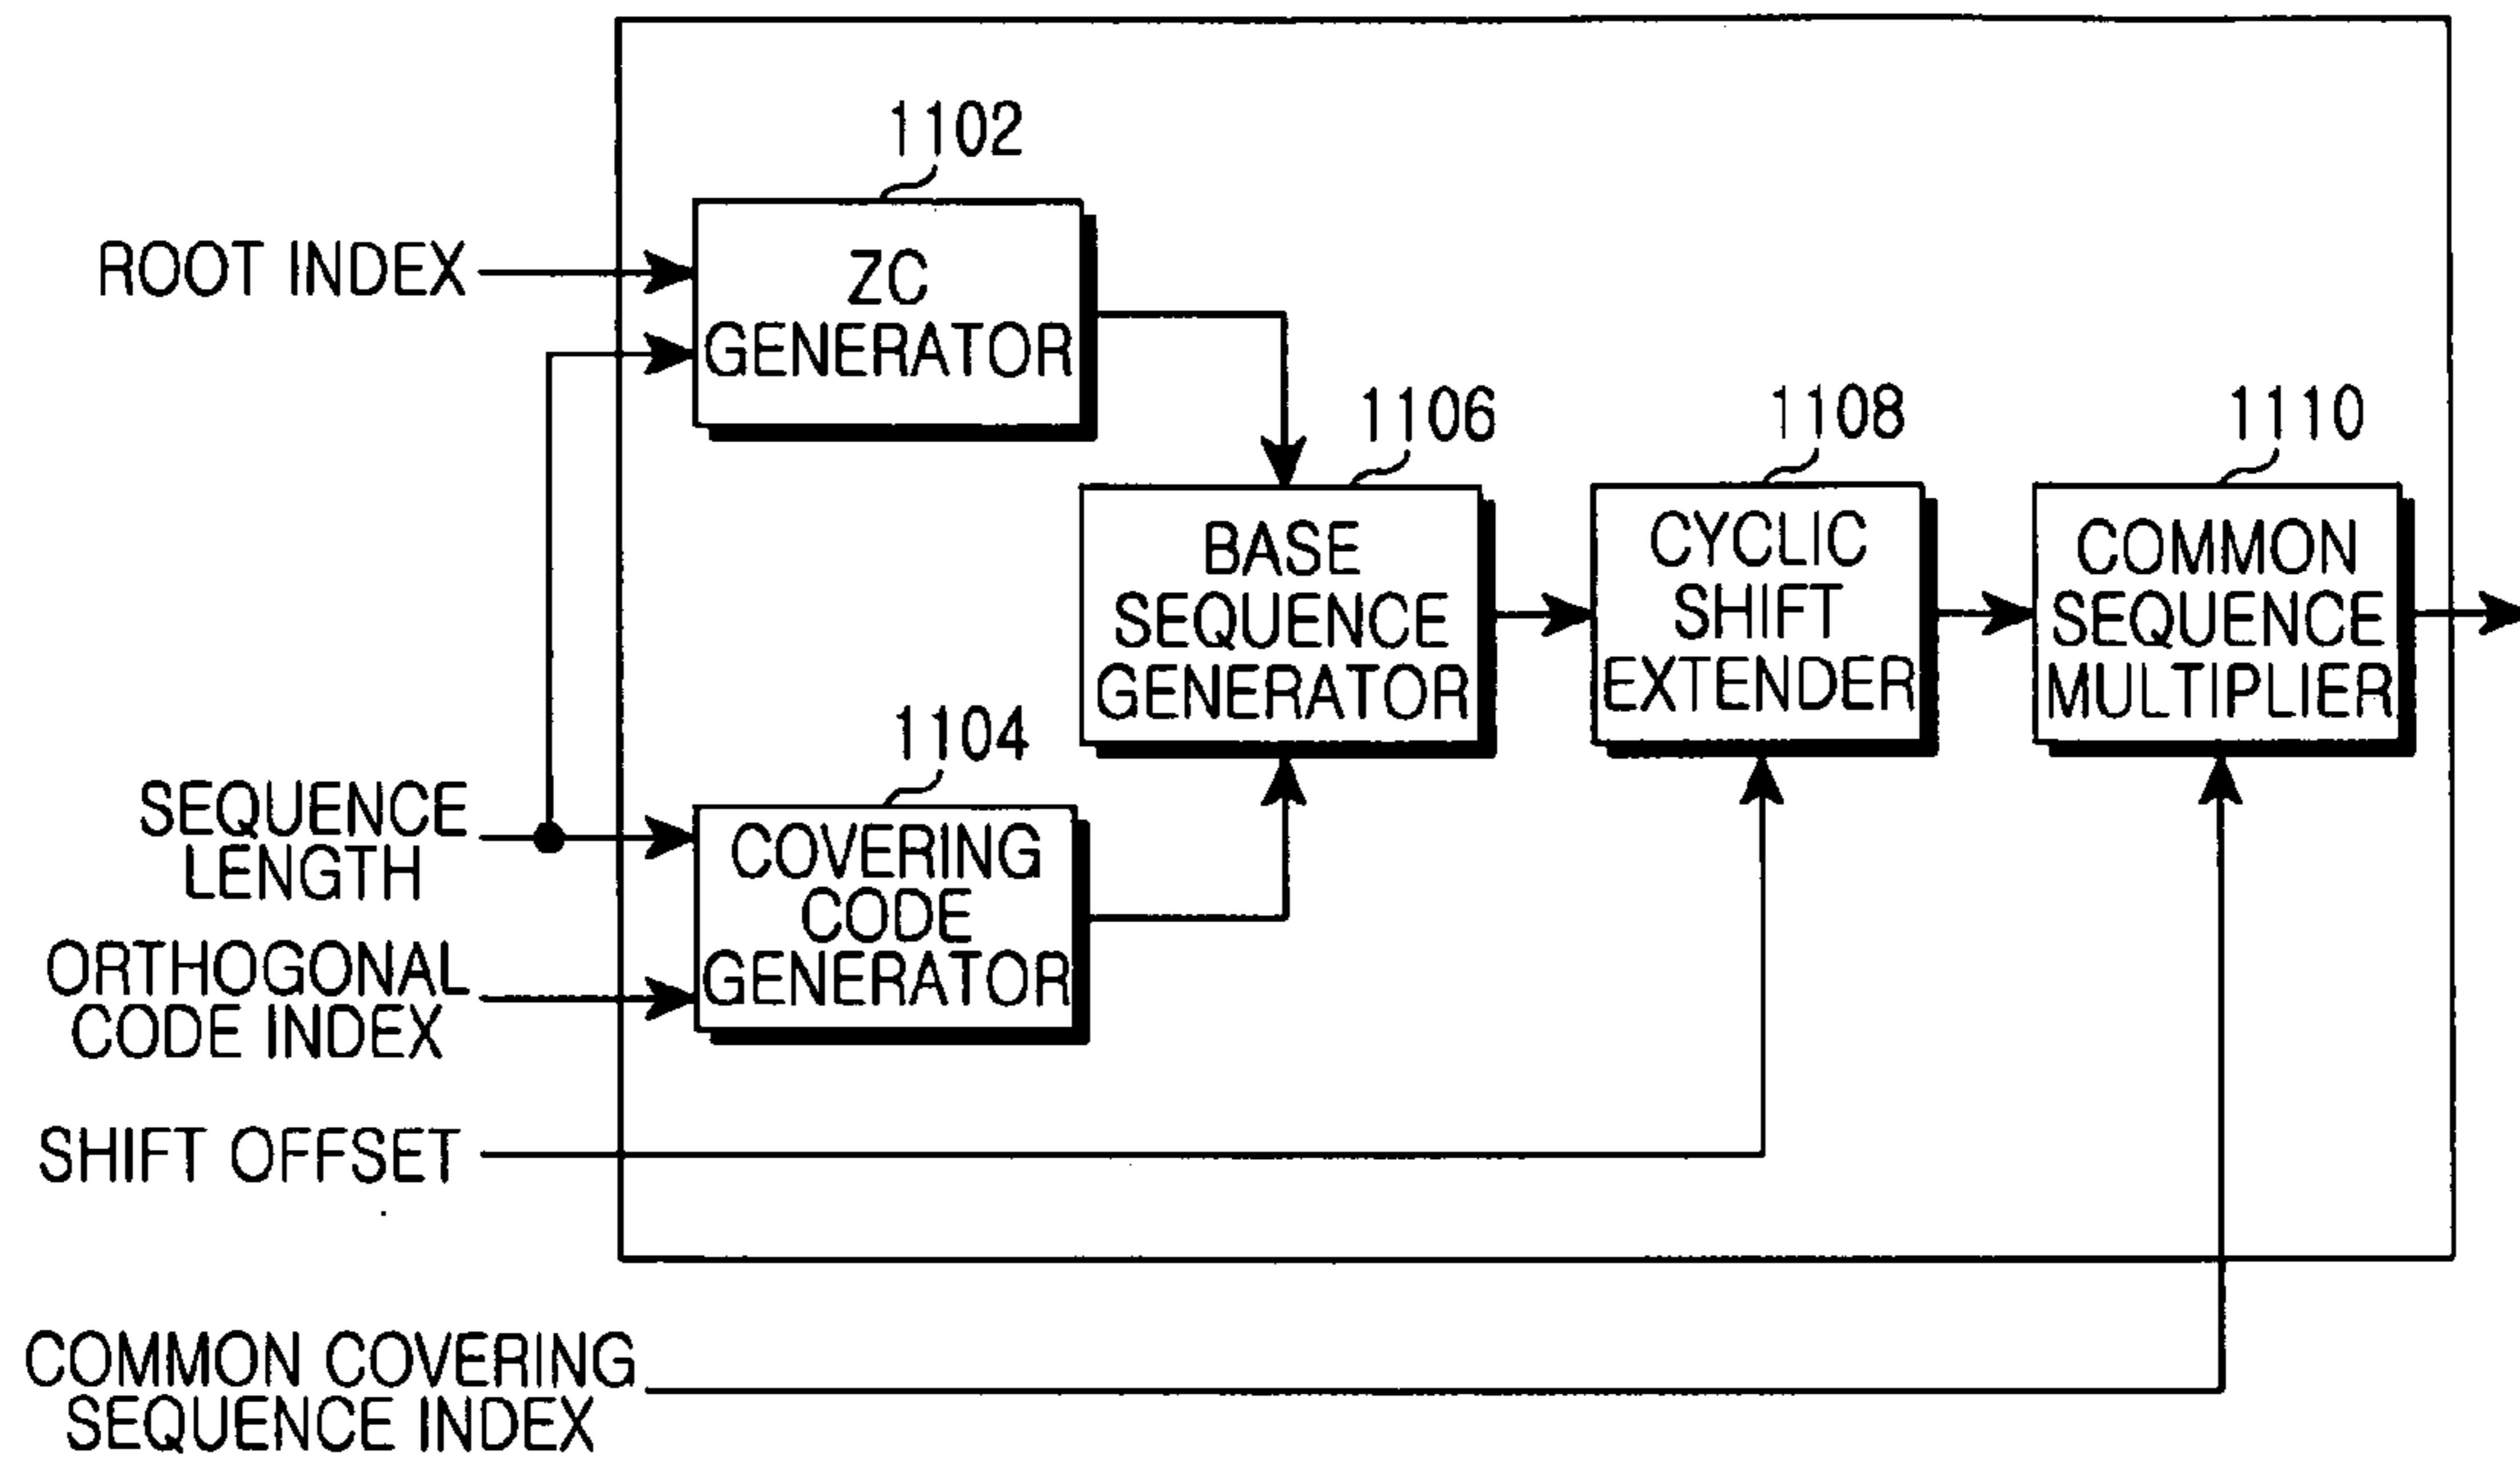 1102
ROOT INDEX
ZC
GENERATOR
1106
1108
1110
BASE
SEQUENCE
GENERATOR
CYCLIC
SHIFT
EXTENDER
COMMON
SEQUENCE
MULTIPLIER
1104
SEQUENCE
LENGTH
COVERING
CODE
GENERATOR
ORTHOGONAL
CODE INDEX
SHIFT OFFSET
COMMON COVERING
SEQUENCE INDEX